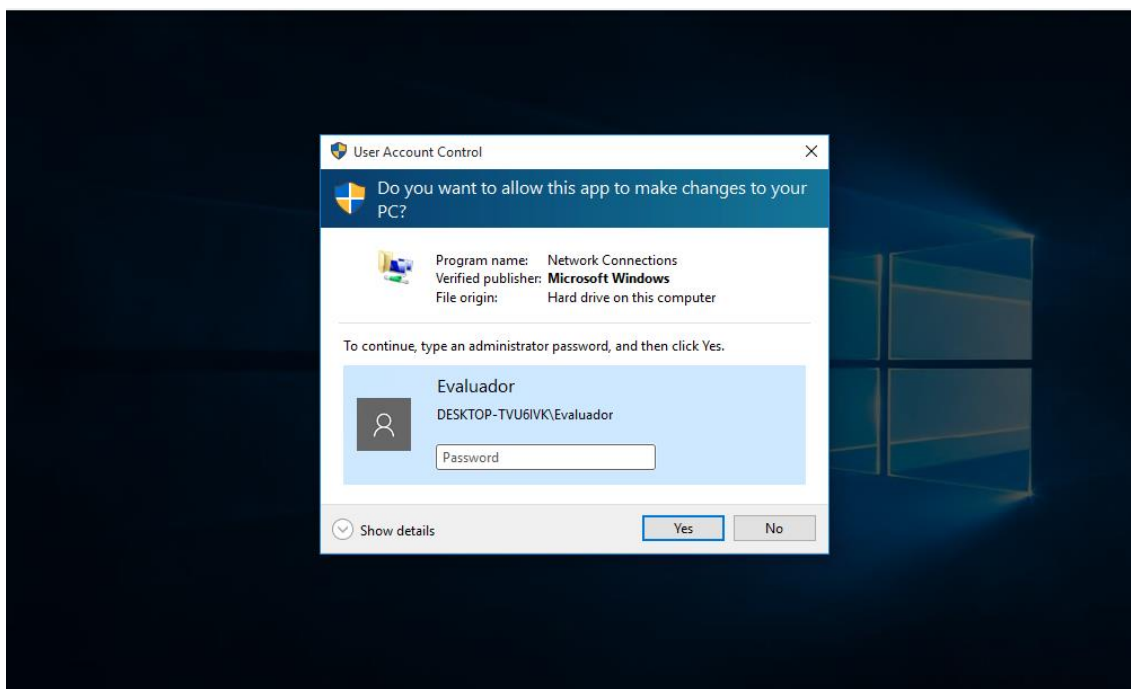 User Account Control
Do you want to allow this app to make changes to your
PC?
Program name: Network Connections
Verified publisher: Microsoft Windows
File origin: Hard drive on this computer
To continue, type an administrator password, and then click Yes.
Evaluador
DESKTOP-TVU6IVK\Evaluador
Password
Show details
Yes
No